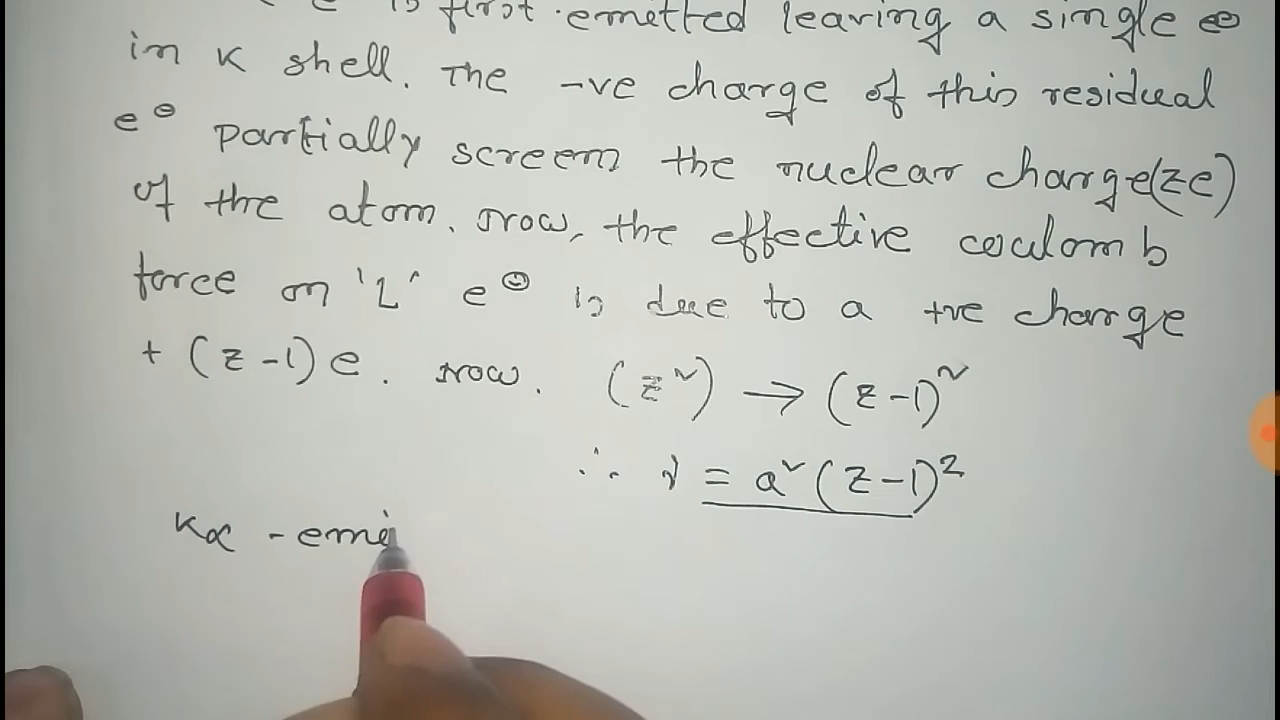 e is first emetted leaving a single e⊖
in K shell. The -ve charge of this residual
e⊖ partially screem the nuclear charge(ze)
of the atom. Now, the effective coulomb
force on 'L' e⊖ is due to a +ve charge
+ (z-1)e. Now. (z²) → (z-1)²
∴ ν = a²(z-1)²
Kα - emi